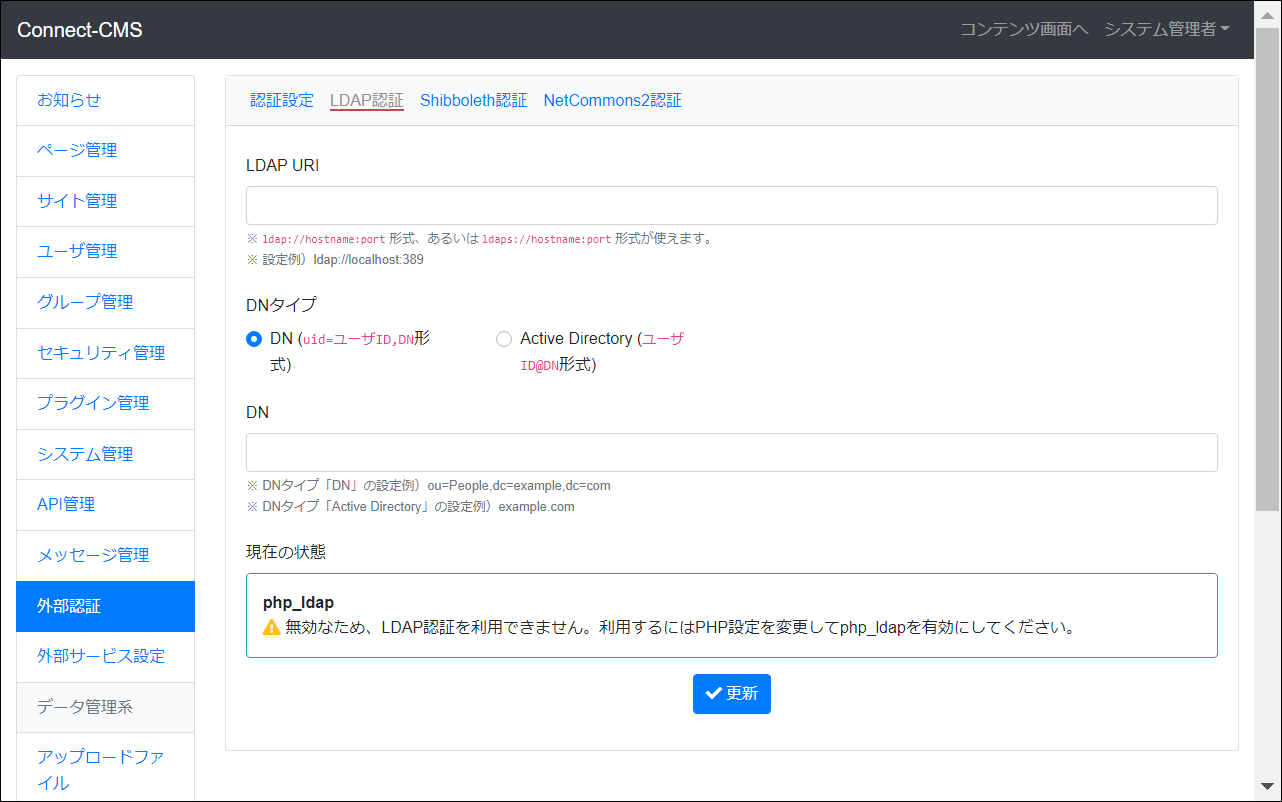 Connect-CMS
コンテンツ画面へ
システム管理者
お知らせ
ページ管理
サイト管理
ユーザ管理
グループ管理
セキュリティ管理
プラグイン管理
システム管理
API管理
メッセージ管理
外部認証
外部サービス設定
データ管理系
アップロードファ
イル
認証設定 LDAP認証 Shibboleth認証 NetCommons2認証
LDAP URI
※ ldap://hostname:port 形式、あるいは ldaps://hostname:port 形式が使えます。
※ 設定例）ldap://localhost:389
DNタイプ
DN (uid=ユーザID,DN形
式)
Active Directory (ユーザ
ID@DN形式)
DN
※ DNタイプ「DN」の設定例）ou=People,dc=example,dc=com
※ DNタイプ「Active Directory」の設定例）example.com
現在の状態
php_ldap
無効なため、LDAP認証を利用できません。利用するにはPHP設定を変更してphp_ldapを有効にしてください。
更新